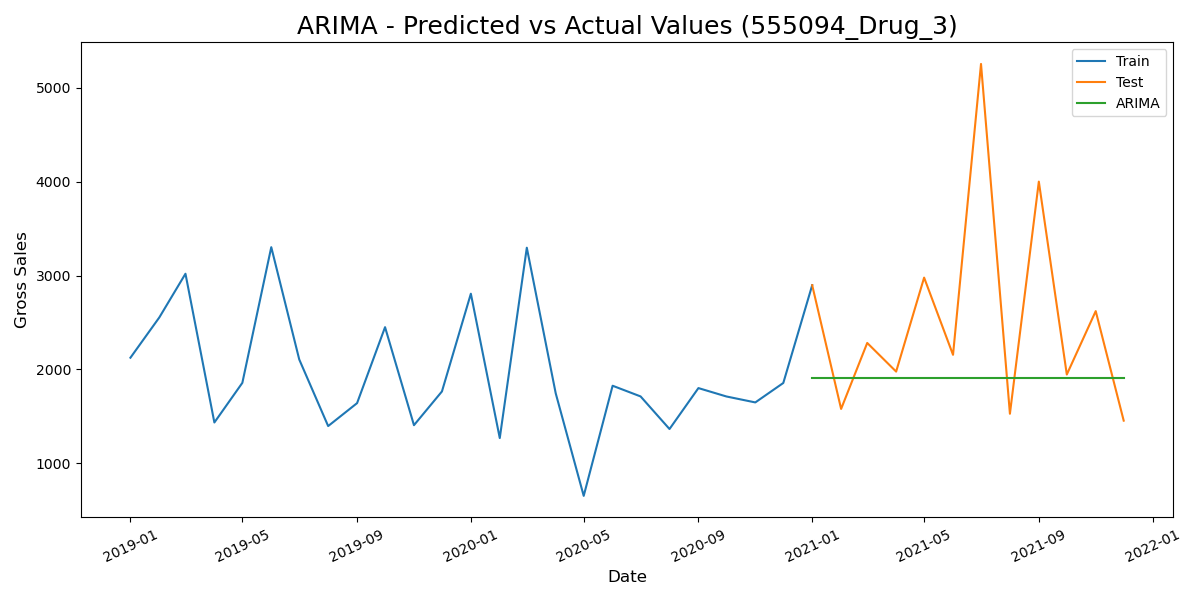 ARIMA - Predicted vs Actual Values (555094_Drug_3)
Train
Test
ARIMA
5000
4000
3000
2000
1000
Gross Sales
2019-01
2019-05
2019-09
2020-01
2020-05
2020-09
2021-01
2021-05
2021-09
2022-01
Date